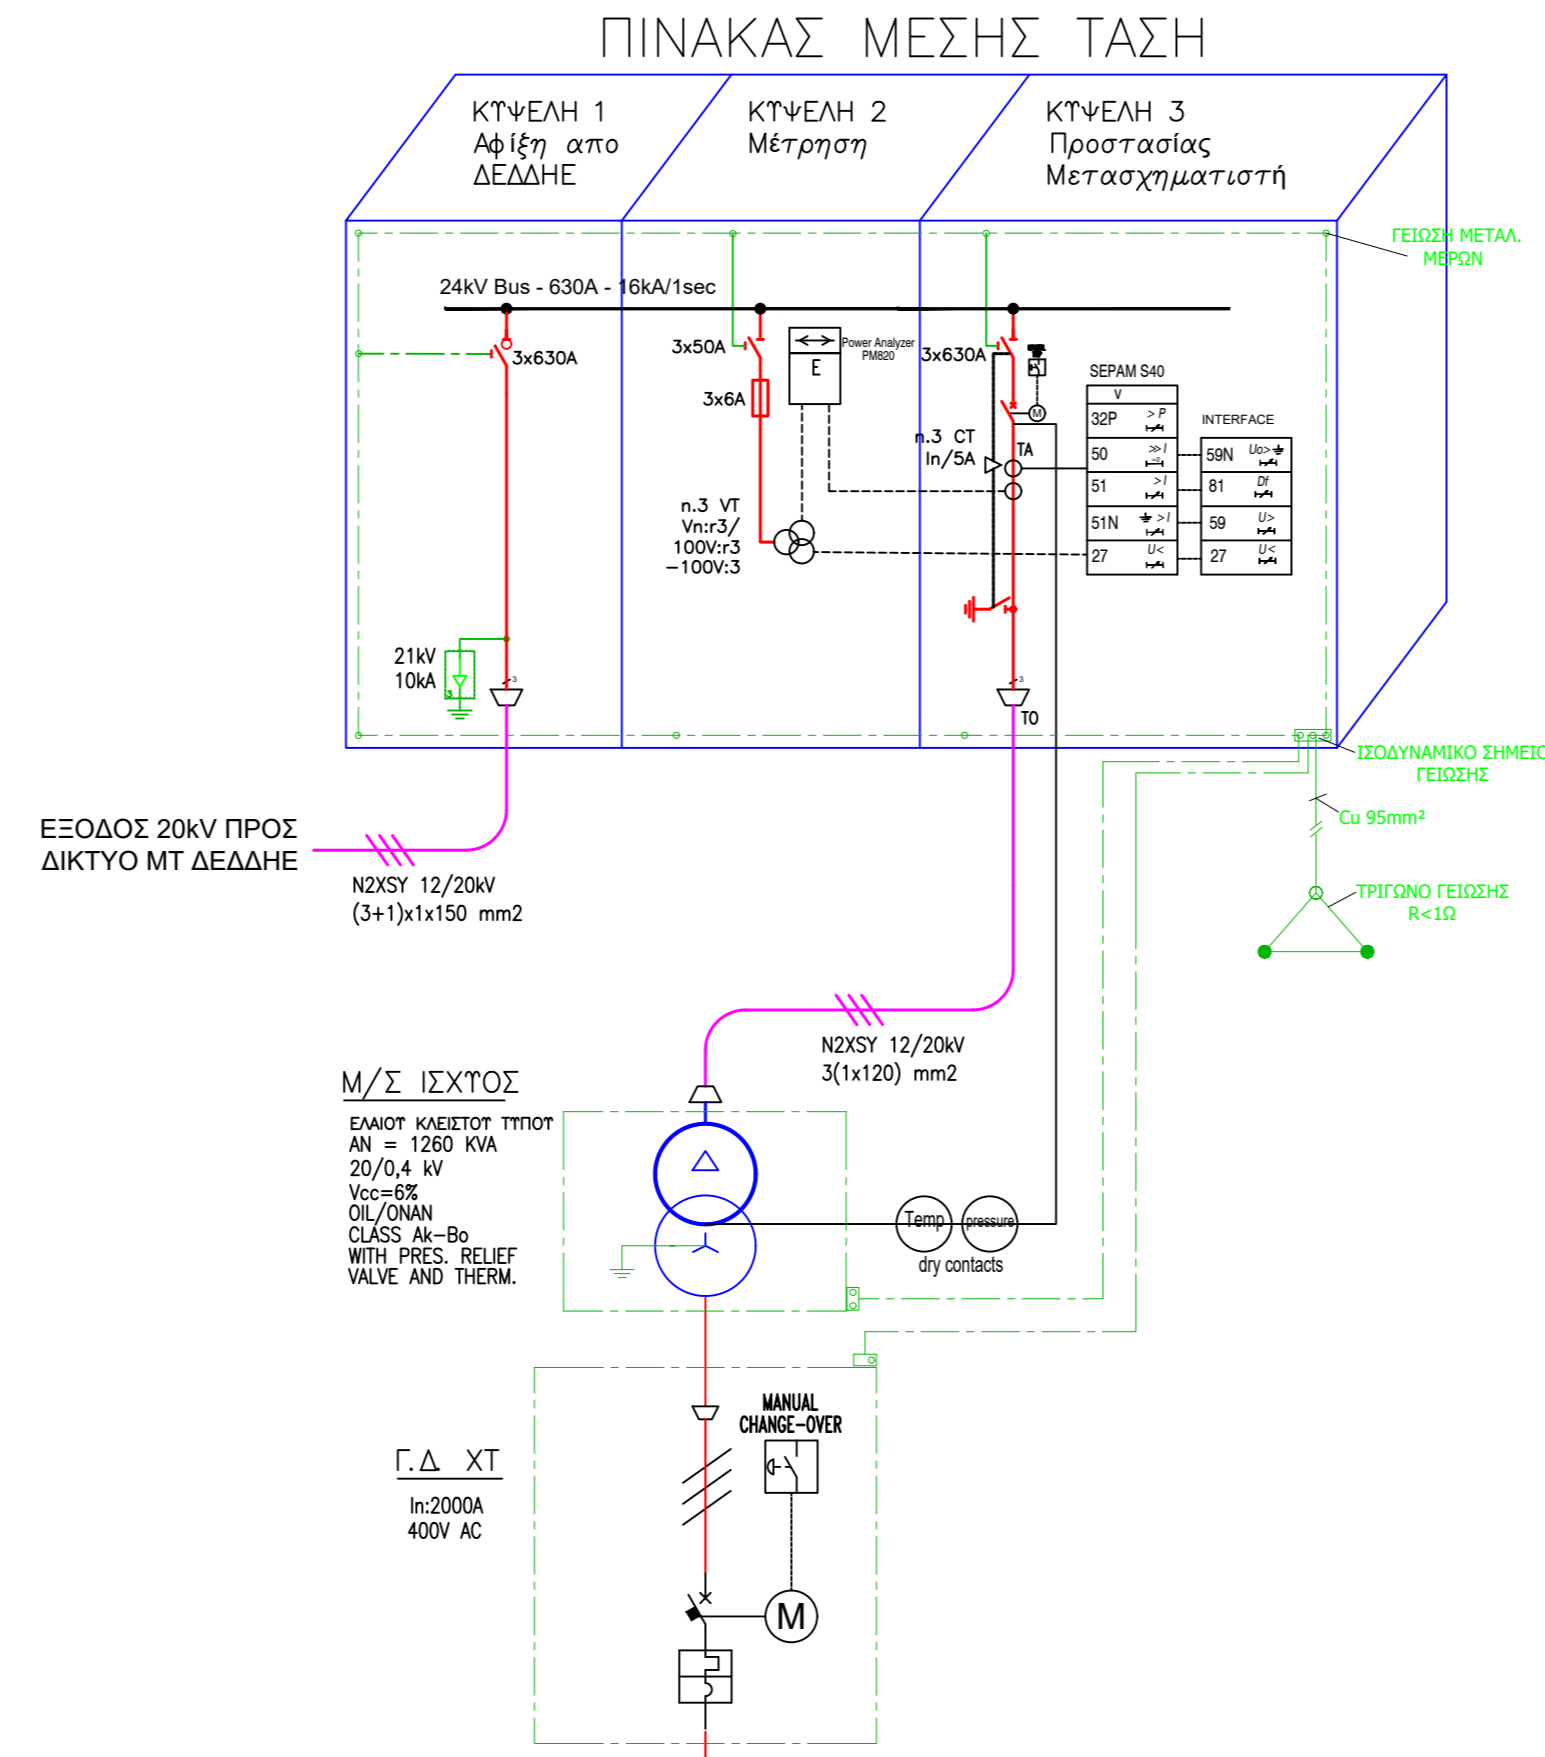 ΠΙΝΑΚΑΣ ΜΕΣΗΣ ΤΑΣΗ
ΚΥΨΕΛΗ 1
Αφίξη απο
ΔΕΔΔΗΕ
ΚΥΨΕΛΗ 2
Μέτρηση
ΚΥΨΕΛΗ 3
Προστασίας
Μετασχηματιστή
ΓΕΙΩΣΗ ΜΕΤΑΛ.
ΜΕΡΩΝ
24kV Bus - 630A - 16kA/1sec
3x630A
3x50A
3x6A
Power Analyzer
PM820
E
3x630A
M
n.3 CT
In/5A
TA
n.3 VT
Vn:r3/
100V:r3
-100V:3
SEPAM S40
V
32P > P
50 ≫I
51 >I
51N >I
27 U<
INTERFACE
59N Uo>
81 Df
59 U>
27 U<
21kV
10kA
3
3
3
TO
ΙΣΟΔΥΝΑΜΙΚΟ ΣΗΜΕΙΟ
ΓΕΙΩΣΗΣ
Cu 95mm²
ΤΡΙΓΩΝΟ ΓΕΙΩΣΗΣ
R<1Ω
ΕΞΟΔΟΣ 20kV ΠΡΟΣ
ΔΙΚΤΥΟ ΜΤ ΔΕΔΔΗΕ
N2XSY 12/20kV
(3+1)x1x150 mm2
N2XSY 12/20kV
3(1x120) mm2
Μ/Σ ΙΣΧΥΟΣ
ΕΛΑΙΟΥ ΚΛΕΙΣΤΟΥ ΤΥΠΟΥ
AN = 1260 KVA
20/0,4 kV
Vcc=6%
OIL/ONAN
CLASS Ak-Bo
WITH PRES. RELIEF
VALVE AND THERM.
Temp
pressure
dry contacts
MANUAL
CHANGE-OVER
Γ.Δ. ΧΤ
In:2000A
400V AC
M